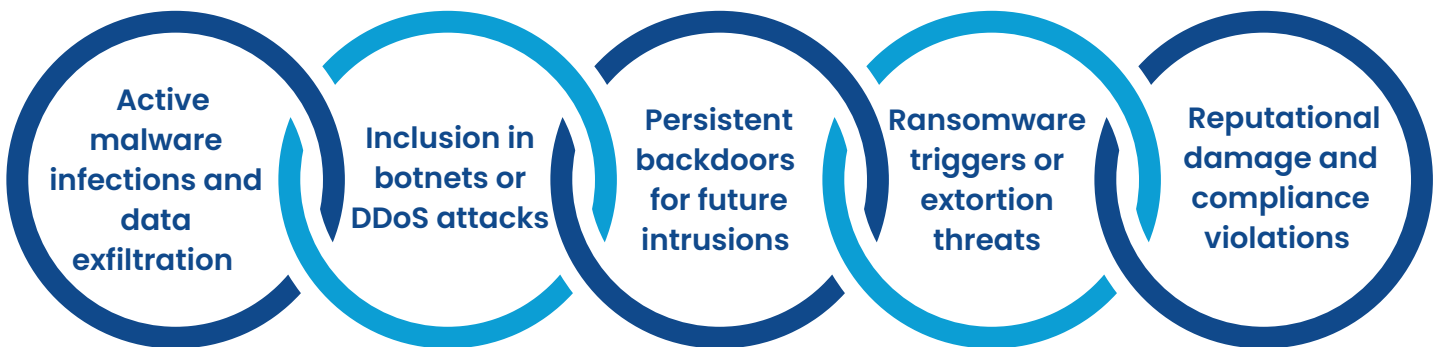 Active
malware
infections and
data
exfiltration
Inclusion in
botnets or
DDoS attacks
Persistent
backdoors
for future
intrusions
Ransomware
triggers or
extortion
threats
Reputational
damage and
compliance
violations